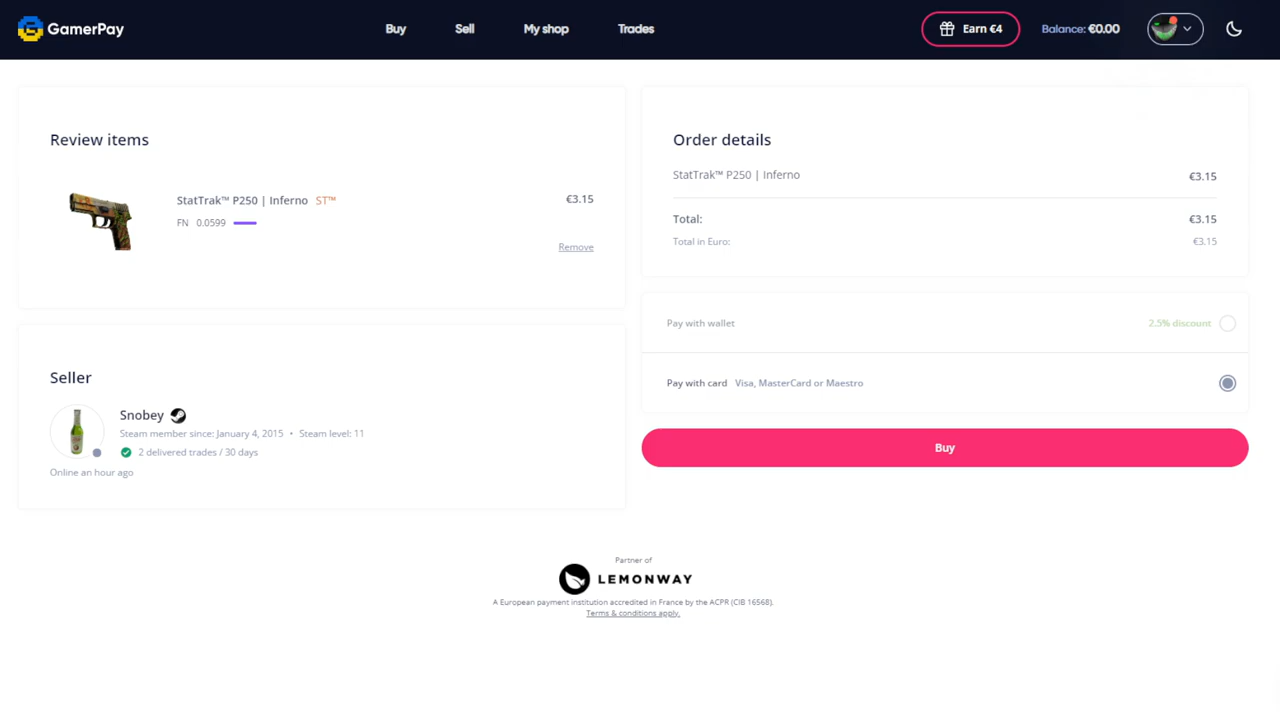 GamerPay
Buy
Sell
My shop
Trades
Earn €4
Balance: €0.00
Review items
StatTrak™ P250 | Inferno ST™
€3.15
FN 0.0599
Remove
Seller
Snobey
Steam member since: January 4, 2015 • Steam level: 11
2 delivered trades / 30 days
Online an hour ago
Order details
StatTrak™ P250 | Inferno
€3.15
Total:
€3.15
Total in Euro:
€3.15
Pay with wallet
2.5% discount
Pay with card Visa, MasterCard or Maestro
Buy
Partner of
LEMONWAY
A European payment institution accredited in France by the ACPR (CIB 16568).
Terms & conditions apply.